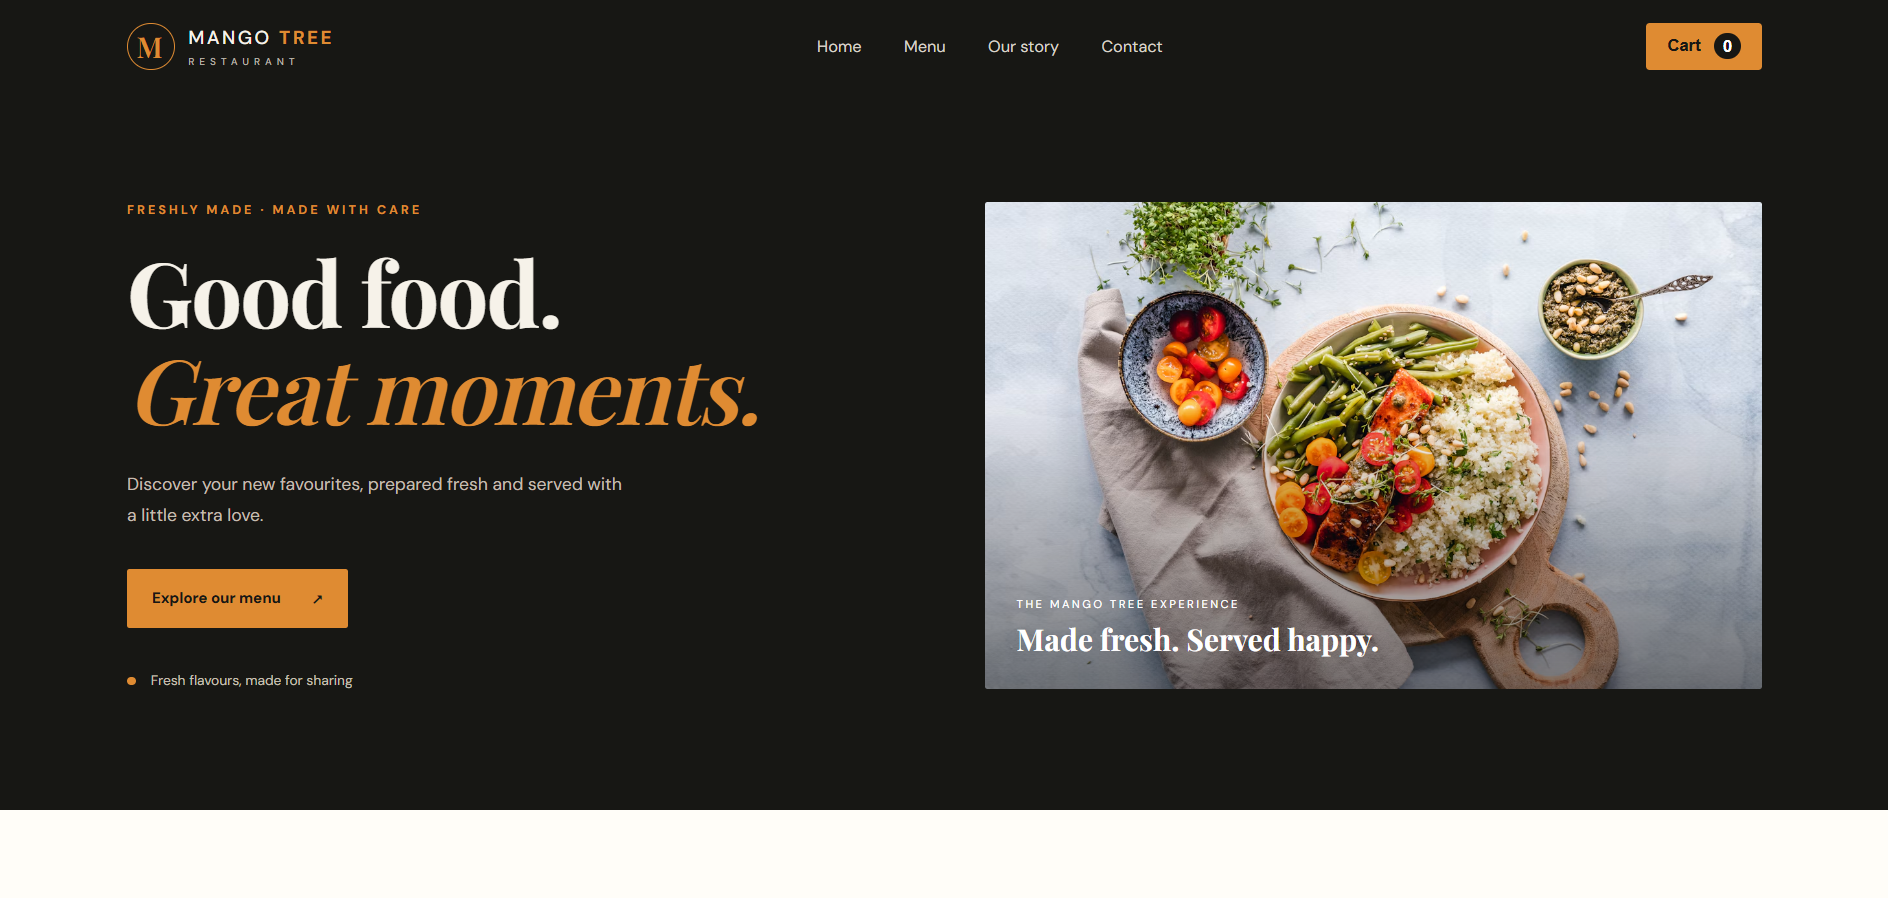 M
MANGO TREE
RESTAURANT
Home
Menu
Our story
Contact
Cart 0
FRESHLY MADE · MADE WITH CARE
Good food.
Great moments.
Discover your new favourites, prepared fresh and served with
a little extra love.
Explore our menu ↗
Fresh flavours, made for sharing
THE MANGO TREE EXPERIENCE
Made fresh. Served happy.